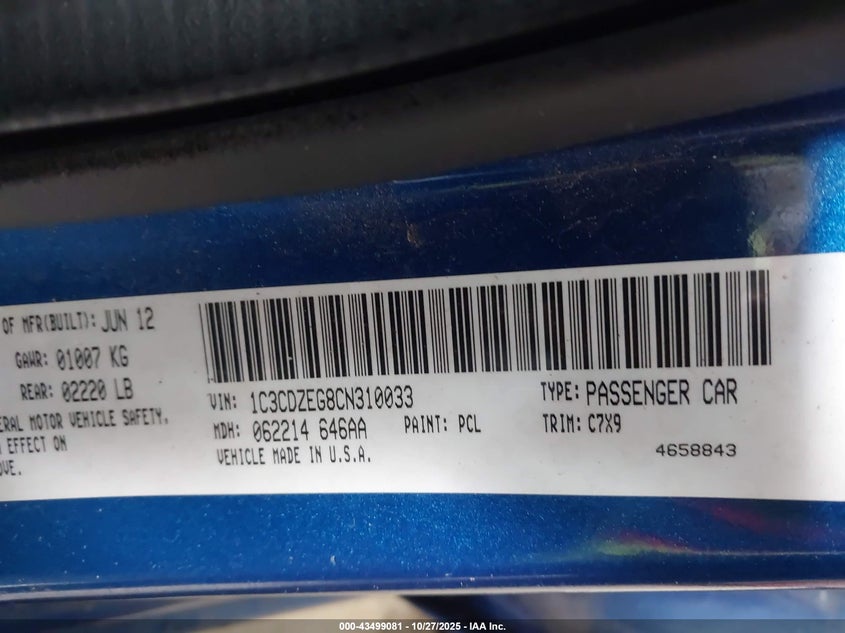 OF MFR(BUILT): JUN 12
GAWR: 01007 KG
REAR: 02220 LB
ERAL MOTOR VEHICLE SAFETY,
EFFECT ON
OVE.
VIN: 1C3CDZEG8CN310033
TYPE: PASSENGER CAR
MDH: 062214 646AA
PAINT: PCL
TRIM: C7X9
VEHICLE MADE IN U.S.A.
4658843
000-43499081 - 10/27/2025 - IAA Inc.